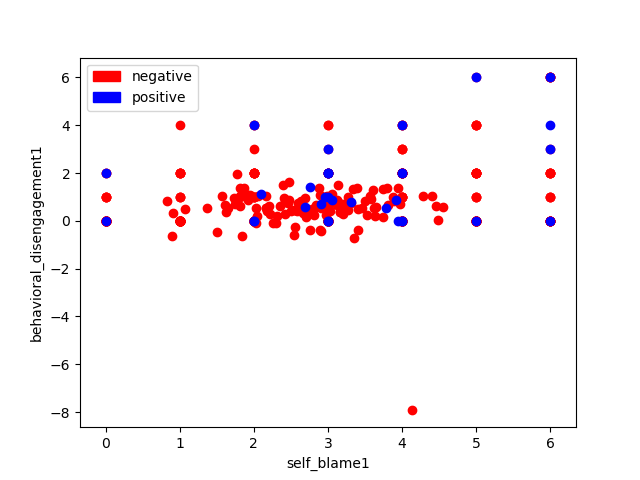 negative
positive
6
4
2
0
−2
−4
−6
−8
behavioral_disengagement1
0 1 2 3 4 5 6
self_blame1